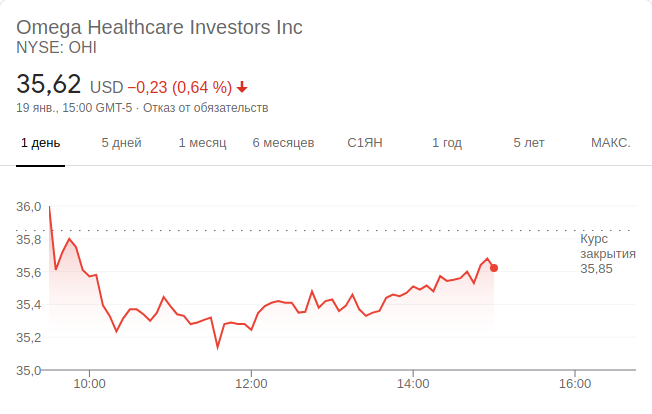 Omega Healthcare Investors Inc
NYSE: OHI
35,62 USD −0,23 (0,64 %)
19 янв., 15:00 GMT-5 · Отказ от обязательств
1 день 5 дней 1 месяц 6 месяцев С1ЯН 1 год 5 лет МАКС.
36,0
35,8
35,6
35,4
35,2
35,0
Курс
закрытия
35,85
10:00 12:00 14:00 16:00